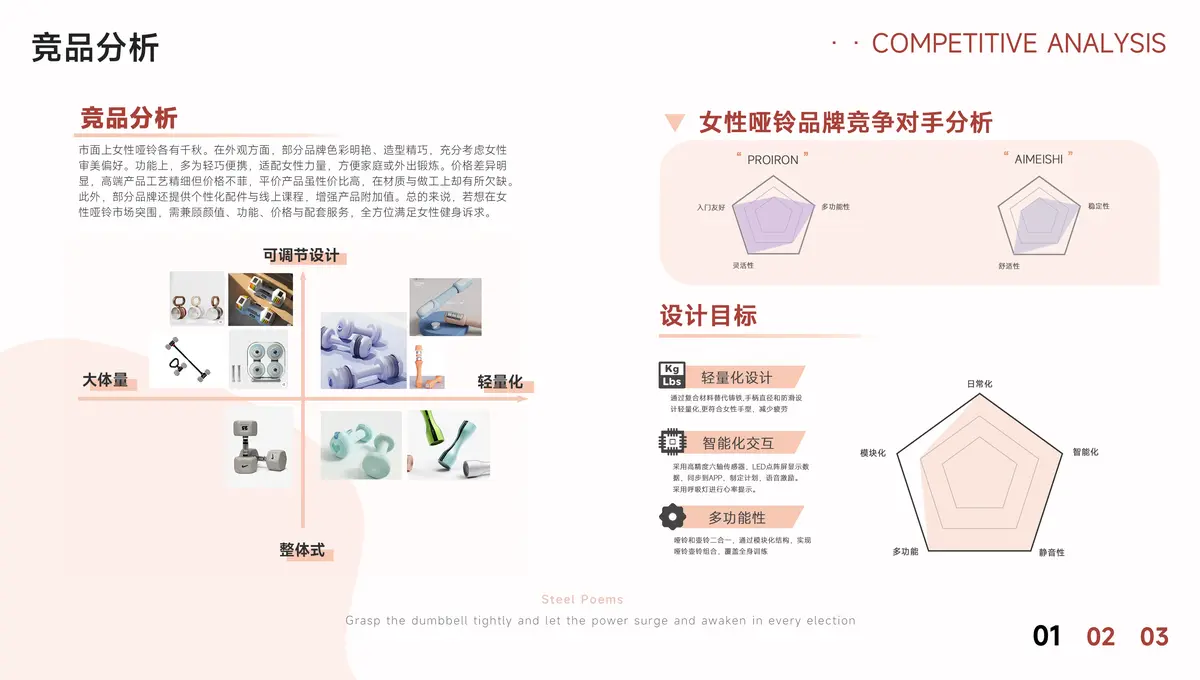 竞品分析
· · COMPETITIVE ANALYSIS
竞品分析
市面上女性哑铃各有千秋。在外观方面，部分品牌色彩明艳、造型精巧，充分考虑女性
审美偏好。功能上，多为轻巧便携，适配女性力量，方便家庭或外出锻炼。价格差异明
显，高端产品工艺精细但价格不菲，平价产品虽性价比高，在材质与做工上却有所欠缺。
此外，部分品牌还提供个性化配件与线上课程，增强产品附加值。总的来说，若想在女
性哑铃市场突围，需兼顾颜值、功能、价格与配套服务，全方位满足女性健身诉求。
可调节设计
大体量
轻量化
整体式
女性哑铃品牌竞争对手分析
“ PROIRON ”
入门友好
多功能性
灵活性
“ AIMEISHI ”
稳定性
舒适性
设计目标
Kg
Lbs
轻量化设计
通过复合材料替代铸铁,手柄直径和防滑设
计轻量化,更符合女性手型，减少疲劳
智能化交互
采用高精度六轴传感器，LED点阵屏显示数
据，同步到APP，制定计划，语音激励。
采用呼吸灯进行心率提示。
多功能性
哑铃和壶铃二合一，通过模块化结构，实现
哑铃壶铃组合，覆盖全身训练
日常化
模块化
智能化
多功能
静音性
Steel Poems
Grasp the dumbbell tightly and let the power surge and awaken in every election
01 02 03